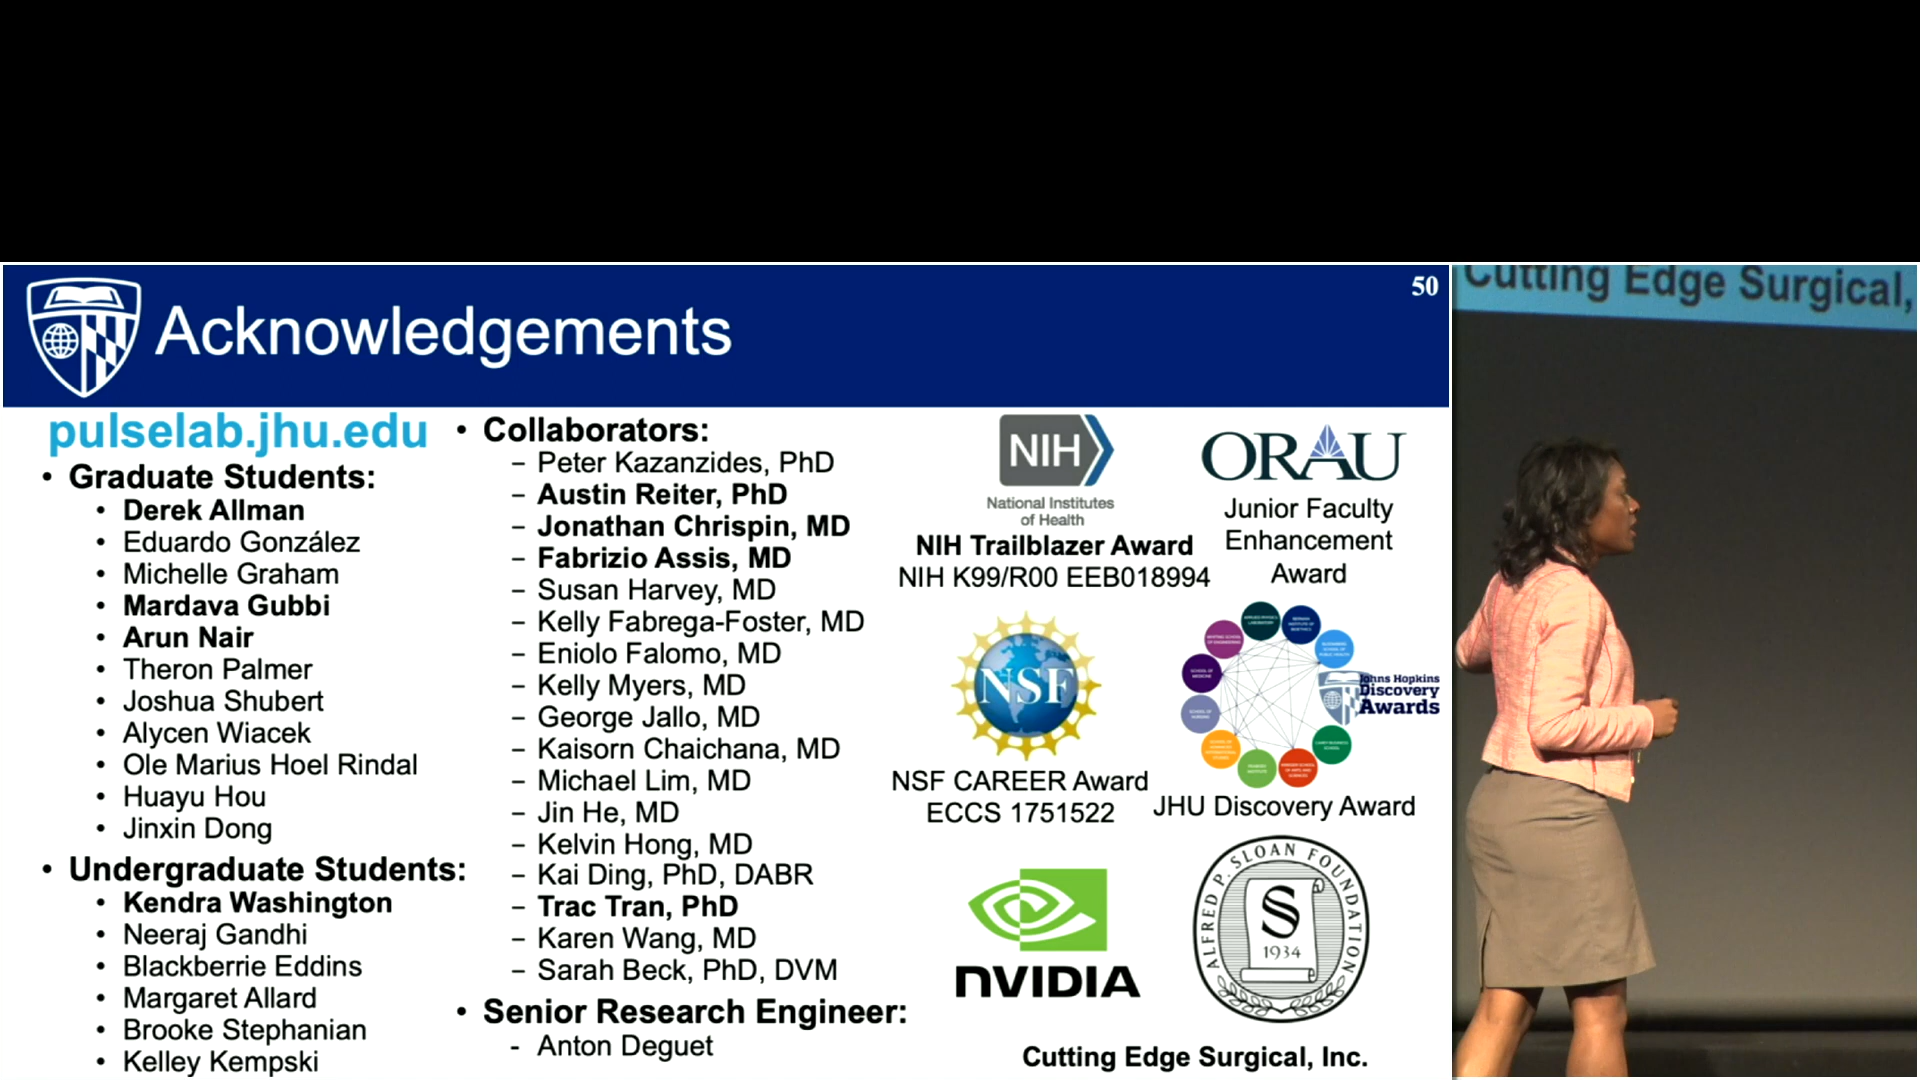 50
Acknowledgements
pulselab.jhu.edu
• Graduate Students:
• Derek Allman
• Eduardo González
• Michelle Graham
• Mardava Gubbi
• Arun Nair
• Theron Palmer
• Joshua Shubert
• Alycen Wiacek
• Ole Marius Hoel Rindal
• Huayu Hou
• Jinxin Dong
• Undergraduate Students:
• Kendra Washington
• Neeraj Gandhi
• Blackberrie Eddins
• Margaret Allard
• Brooke Stephanian
• Kelley Kempski
• Collaborators:
– Peter Kazanzides, PhD
– Austin Reiter, PhD
– Jonathan Chrispin, MD
– Fabrizio Assis, MD
– Susan Harvey, MD
– Kelly Fabrega-Foster, MD
– Eniolo Falomo, MD
– Kelly Myers, MD
– George Jallo, MD
– Kaisorn Chaichana, MD
– Michael Lim, MD
– Jin He, MD
– Kelvin Hong, MD
– Kai Ding, PhD, DABR
– Trac Tran, PhD
– Karen Wang, MD
– Sarah Beck, PhD, DVM
• Senior Research Engineer:
- Anton Deguet
NIH
National Institutes
of Health
NIH Trailblazer Award
NIH K99/R00 EEB018994
ORAU
Junior Faculty
Enhancement
Award
NSF
NSF CAREER Award
ECCS 1751522
Johns Hopkins
Discovery
Awards
JHU Discovery Award
NVIDIA
ALFRED P. SLOAN FOUNDATION
S
1934
Cutting Edge Surgical, Inc.
Cutting Edge Surgical,